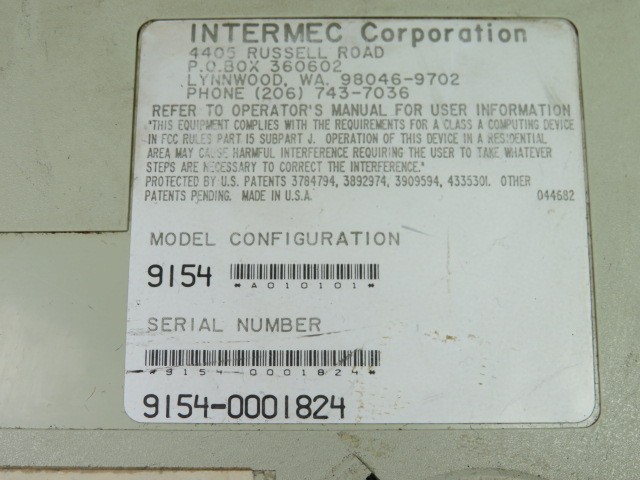 INTERMEC Corporation
4405 RUSSELL ROAD
P.O.BOX 360602
LYNNWOOD, WA. 98046-9702
PHONE (206) 743-7036
REFER TO OPERATOR'S MANUAL FOR USER INFORMATION
"THIS EQUIPMENT COMPLIES WITH THE REQUIREMENTS FOR A CLASS A COMPUTING DEVICE
IN FCC RULES PART 15 SUBPART J. OPERATION OF THIS DEVICE IN A RESIDENTIAL
AREA MAY CAUSE HARMFUL INTERFERENCE REQUIRING THE USER TO TAKE WHATEVER
STEPS ARE NECESSARY TO CORRECT THE INTERFERENCE."
PROTECTED BY U.S. PATENTS 3784794, 3892974, 3909594, 4335301. OTHER
PATENTS PENDING. MADE IN U.S.A. 044682
MODEL CONFIGURATION
9154
*A010101*
SERIAL NUMBER
*9154-0001824*
9154-0001824